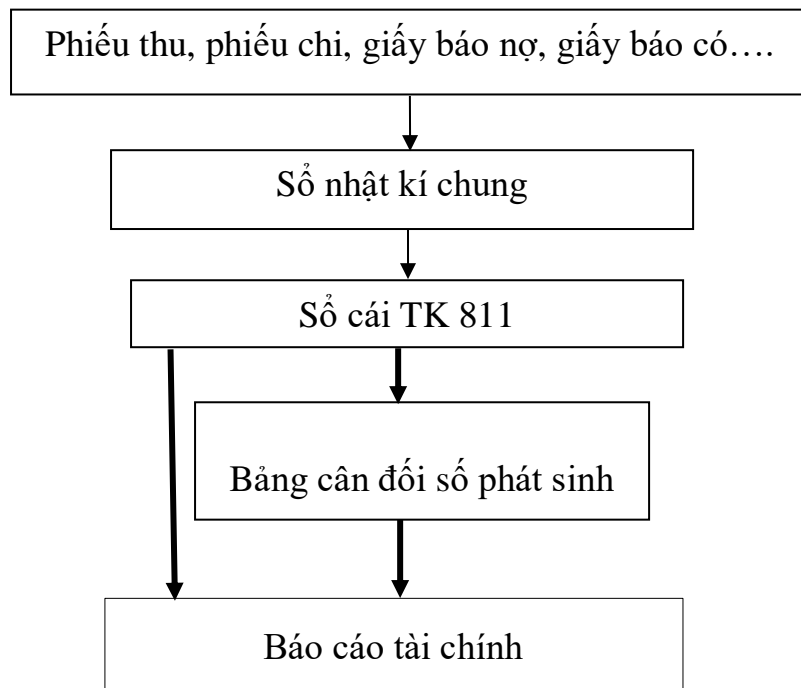 Phiếu thu, phiếu chi, giấy báo nợ, giấy báo có….
Sổ nhật kí chung
Sổ cái TK 811
Bảng cân đối số phát sinh
Báo cáo tài chính